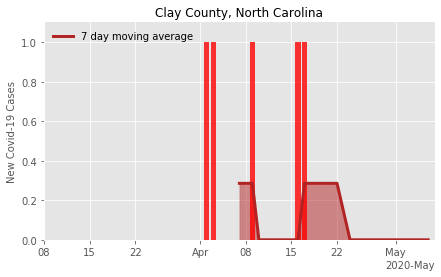 Clay County, North Carolina
7 day moving average
New Covid-19 Cases
1.0
0.8
0.6
0.4
0.2
0.0
08 15 22 Apr 08 15 22 May
2020-May